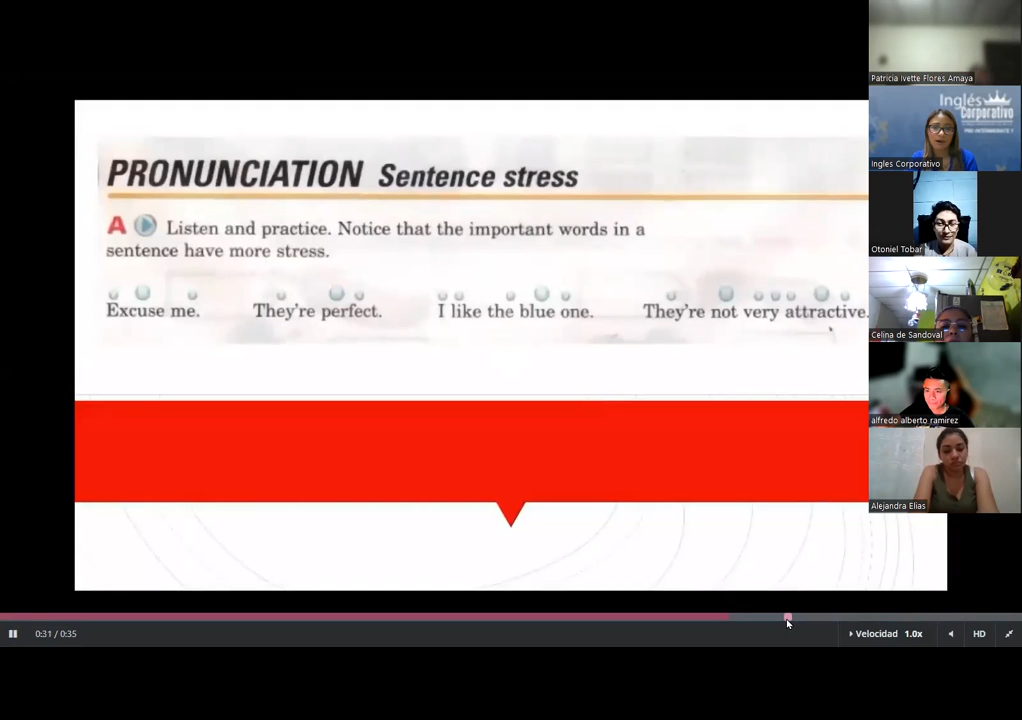 PRONUNCIATION Sentence stress
A Listen and practice. Notice that the important words in a
sentence have more stress.
Excuse me. They're perfect. I like the blue one. They're not very attractive.
Patricia Ivette Flores Amaya
Inglés
Corporativo
Ingles Corporativo
Otoniel Tobar
Celina de Sandoval
alfredo alberto ramirez
Alejandra Elias
0:31 / 0:35
Velocidad 1.0x
HD